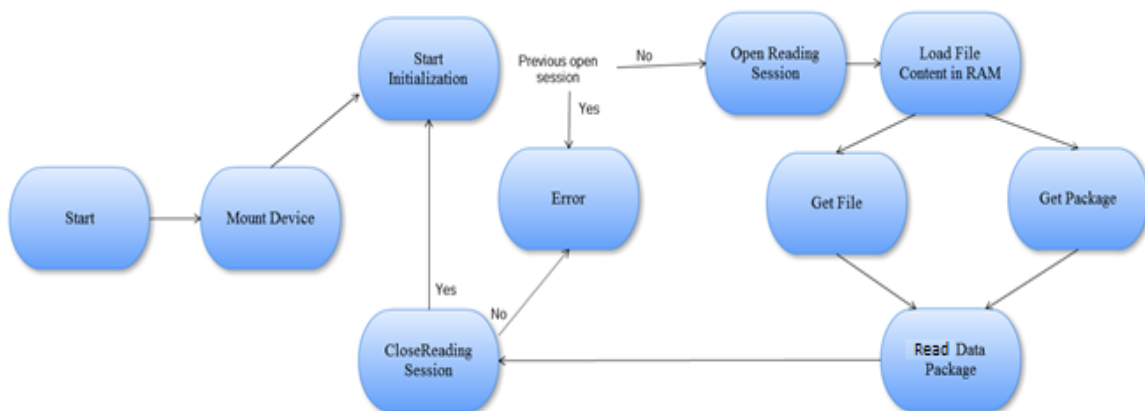 Start
Mount Device
Start
Initialization
Previous open
session
No
Yes
Error
Open Reading
Session
Load File
Content in RAM
Get File
Get Package
Read Data
Package
CloseReading
Session
Yes
No